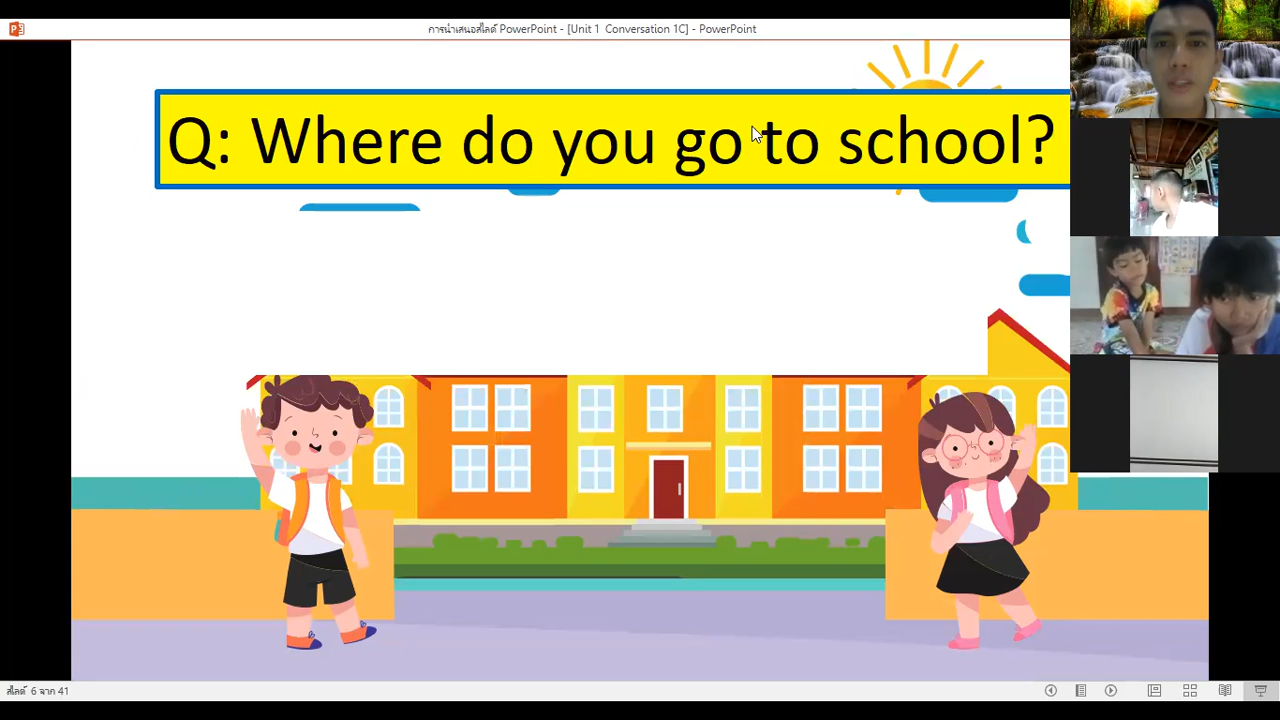 การนำเสนอสไลด์ PowerPoint - [Unit 1 Conversation 1C] - PowerPoint
Q: Where do you go to school?
สไลด์ 6 จาก 41